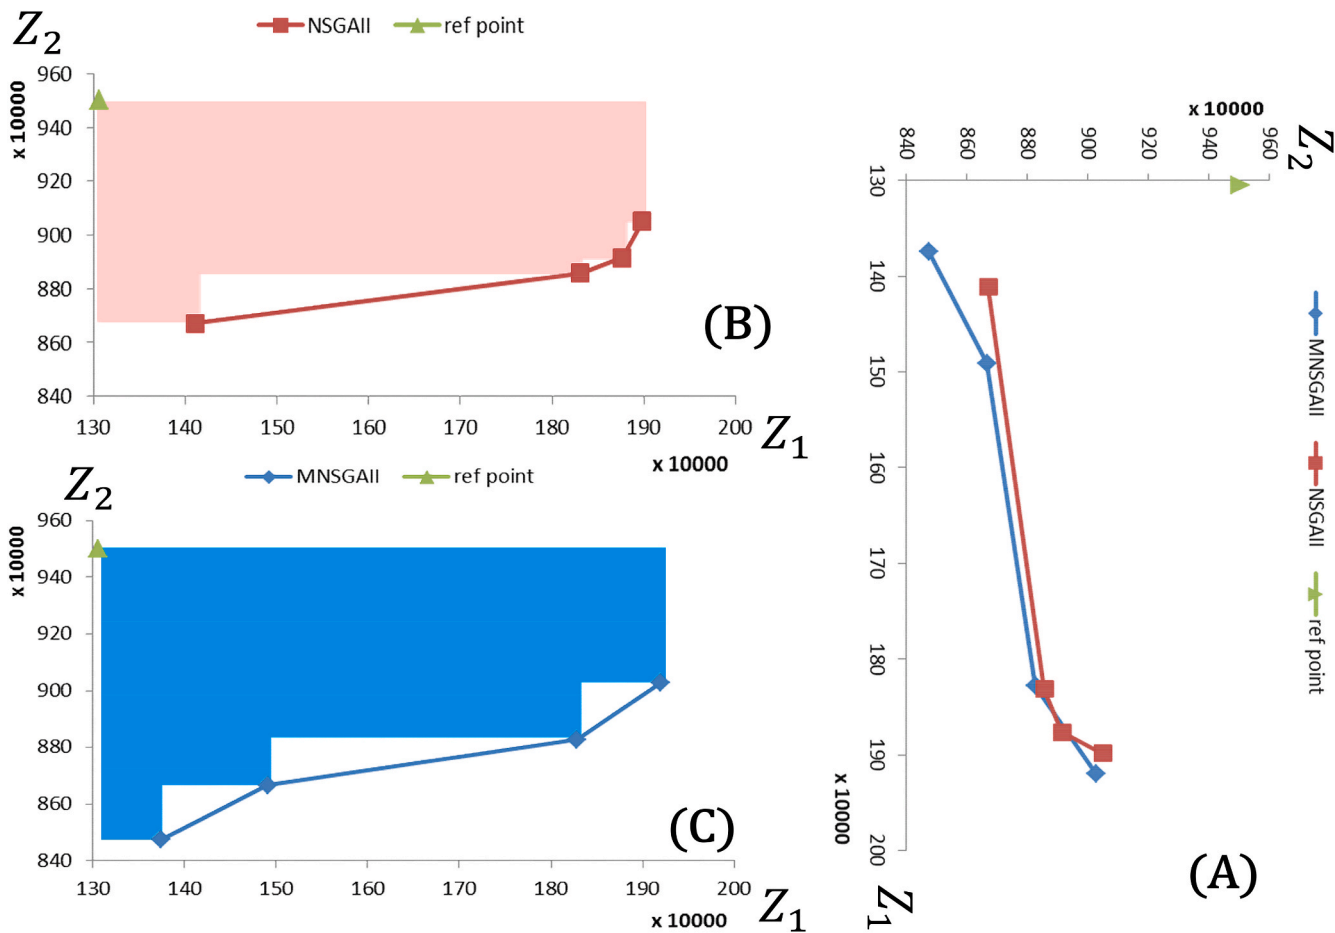 NSGAII ref point
Z2
x 10000
960
940
920
900
880
860
840
130 140 150 160 170 180 190 200
Z1
x 10000
(B)
MNSGAII ref point
Z2
x 10000
960
940
920
900
880
860
840
130 140 150 160 170 180 190 200
Z1
x 10000
(C)
x 10000
Z2
840 860 880 900 920 940 960
130
140
150
160
170
180
190
200
x 10000
Z1
MNSGAII NSGAII ref point
(A)